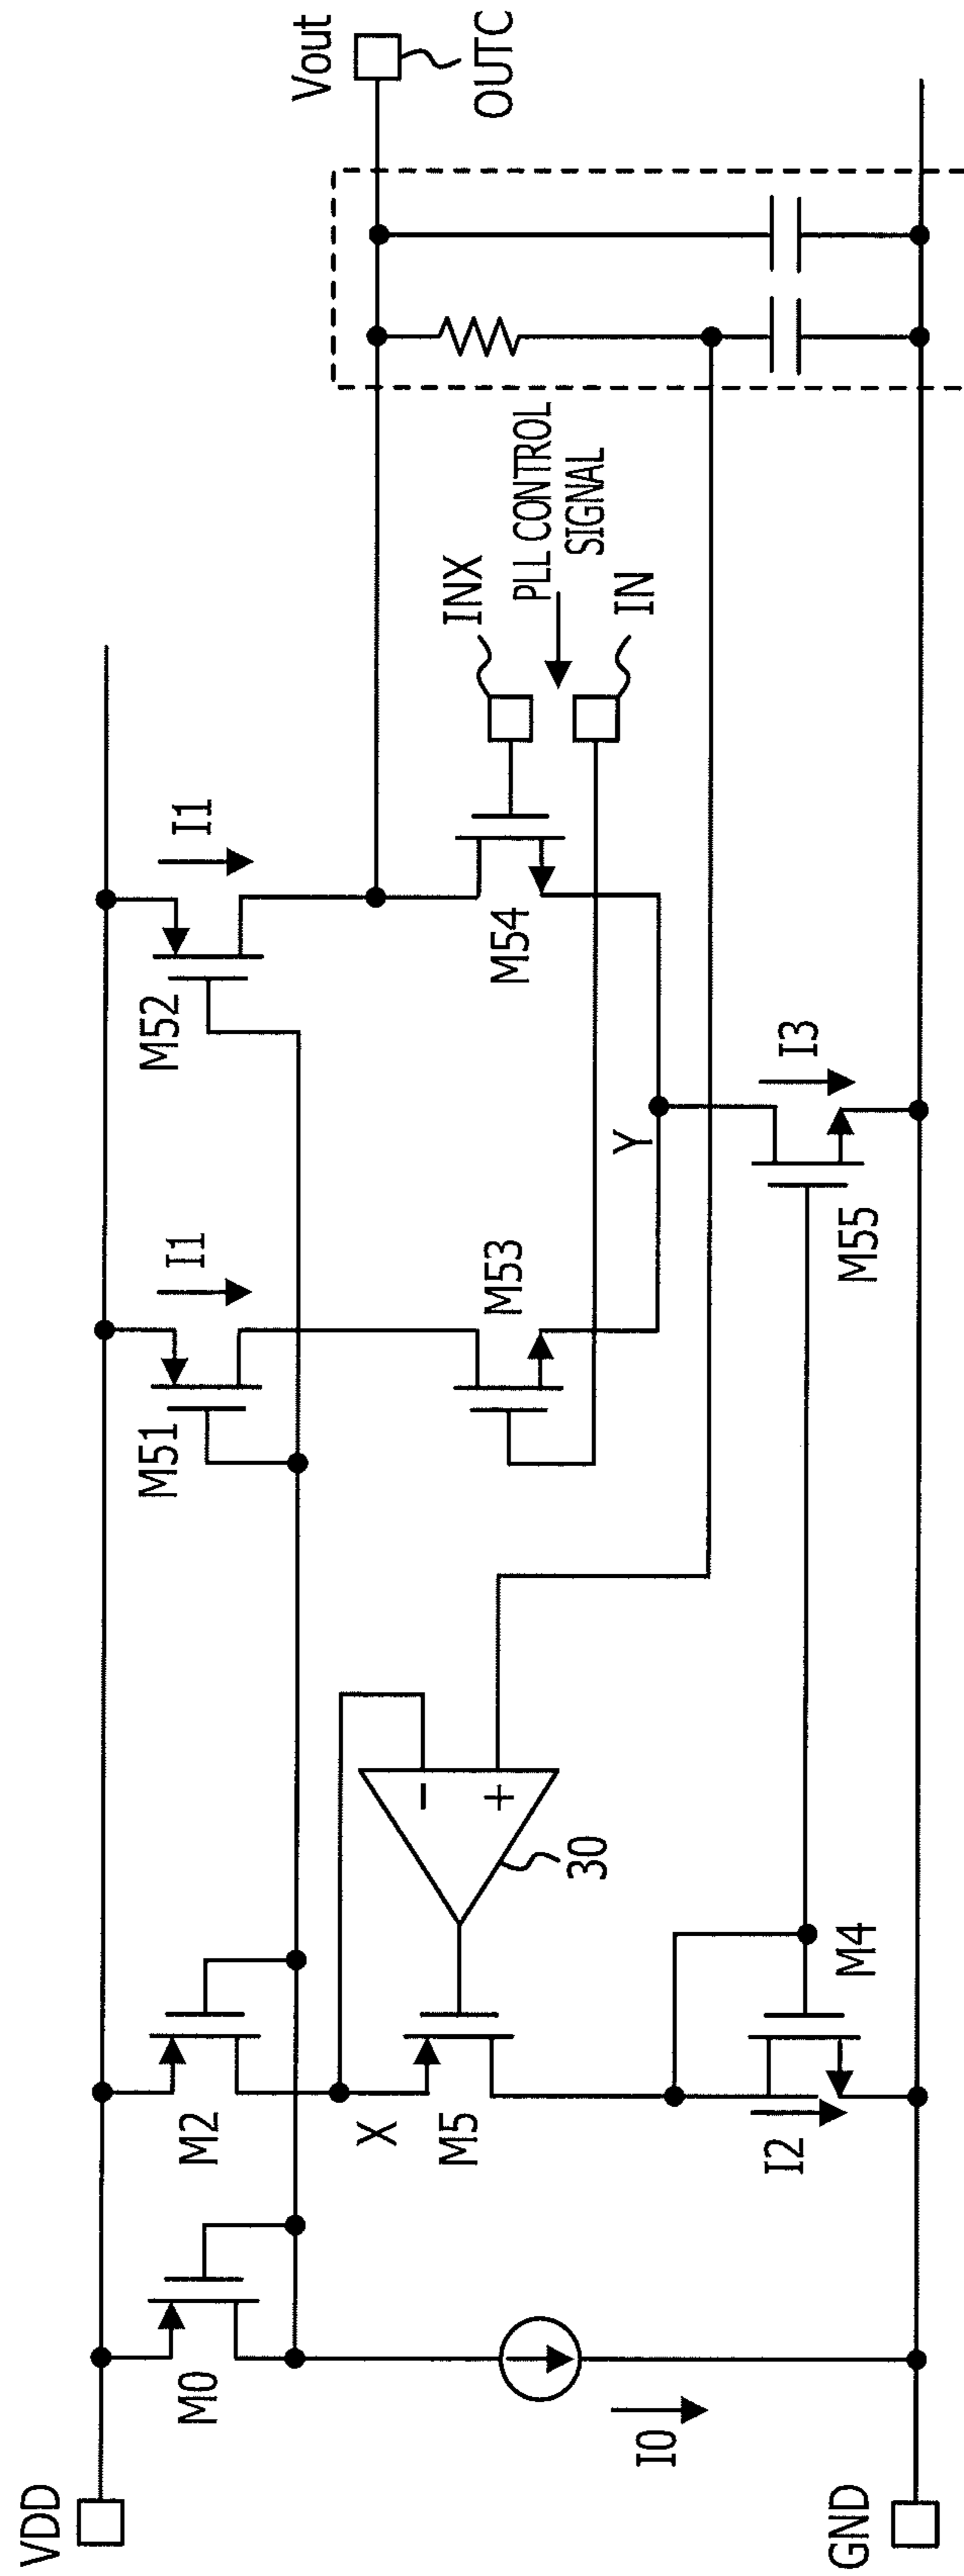 VDD
M0
M2
M51
I1
M52
I1
Vout
OUTC
X
M5
30
-
+
M53
M54
INX
PLL CONTROL
SIGNAL
IN
Y
I0
I2
M4
M55
I3
GND